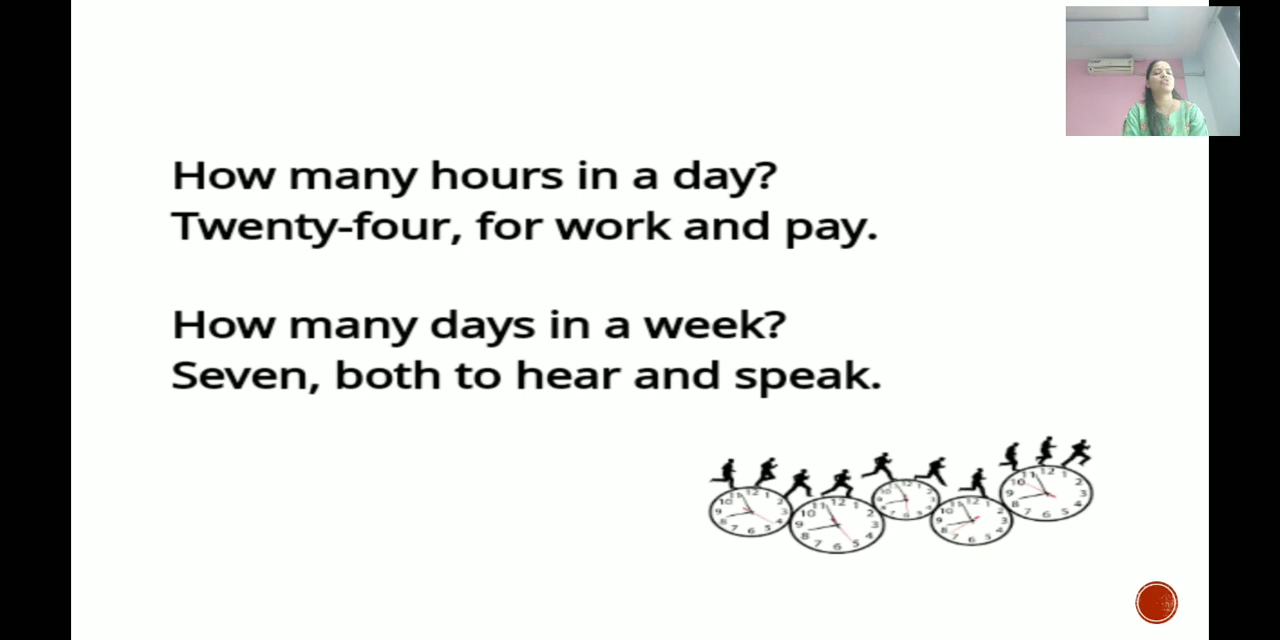 How many hours in a day?
Twenty-four, for work and pay.
How many days in a week?
Seven, both to hear and speak.